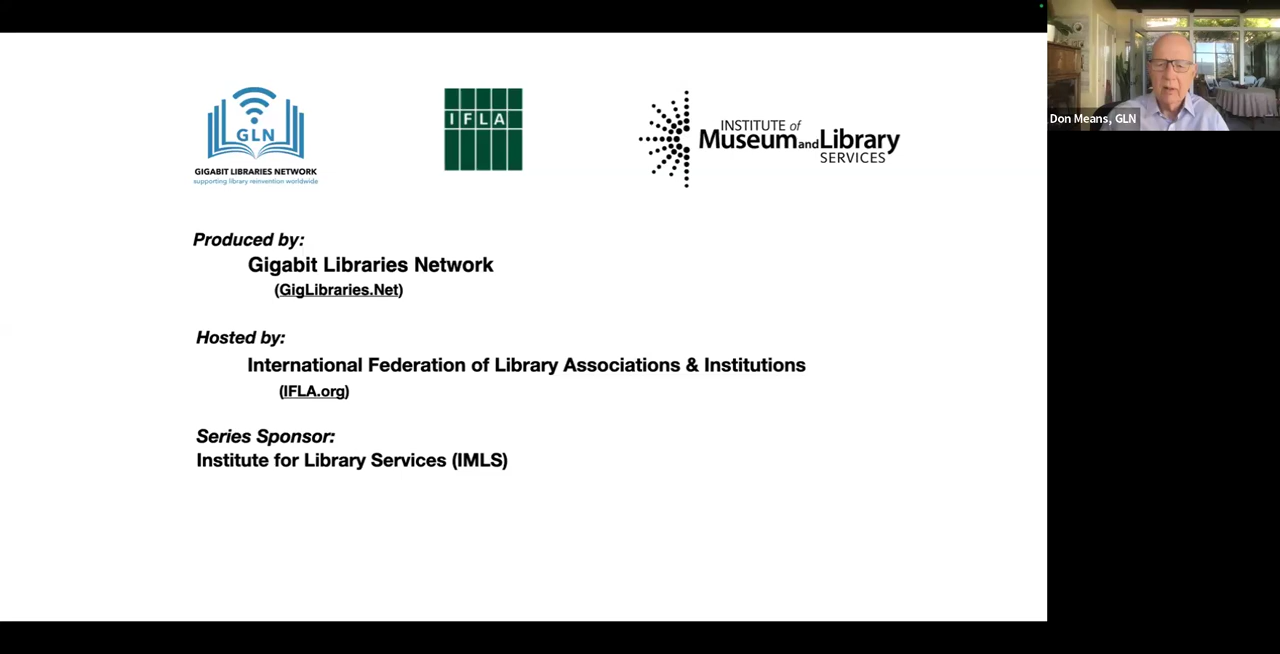 GLN
GIGABIT LIBRARIES NETWORK
supporting library reinvention worldwide
IFLA
INSTITUTE of
Museum and Library
SERVICES
Don Means, GLN
Produced by:
Gigabit Libraries Network
(GigLibraries.Net)
Hosted by:
International Federation of Library Associations & Institutions
(IFLA.org)
Series Sponsor:
Institute for Library Services (IMLS)